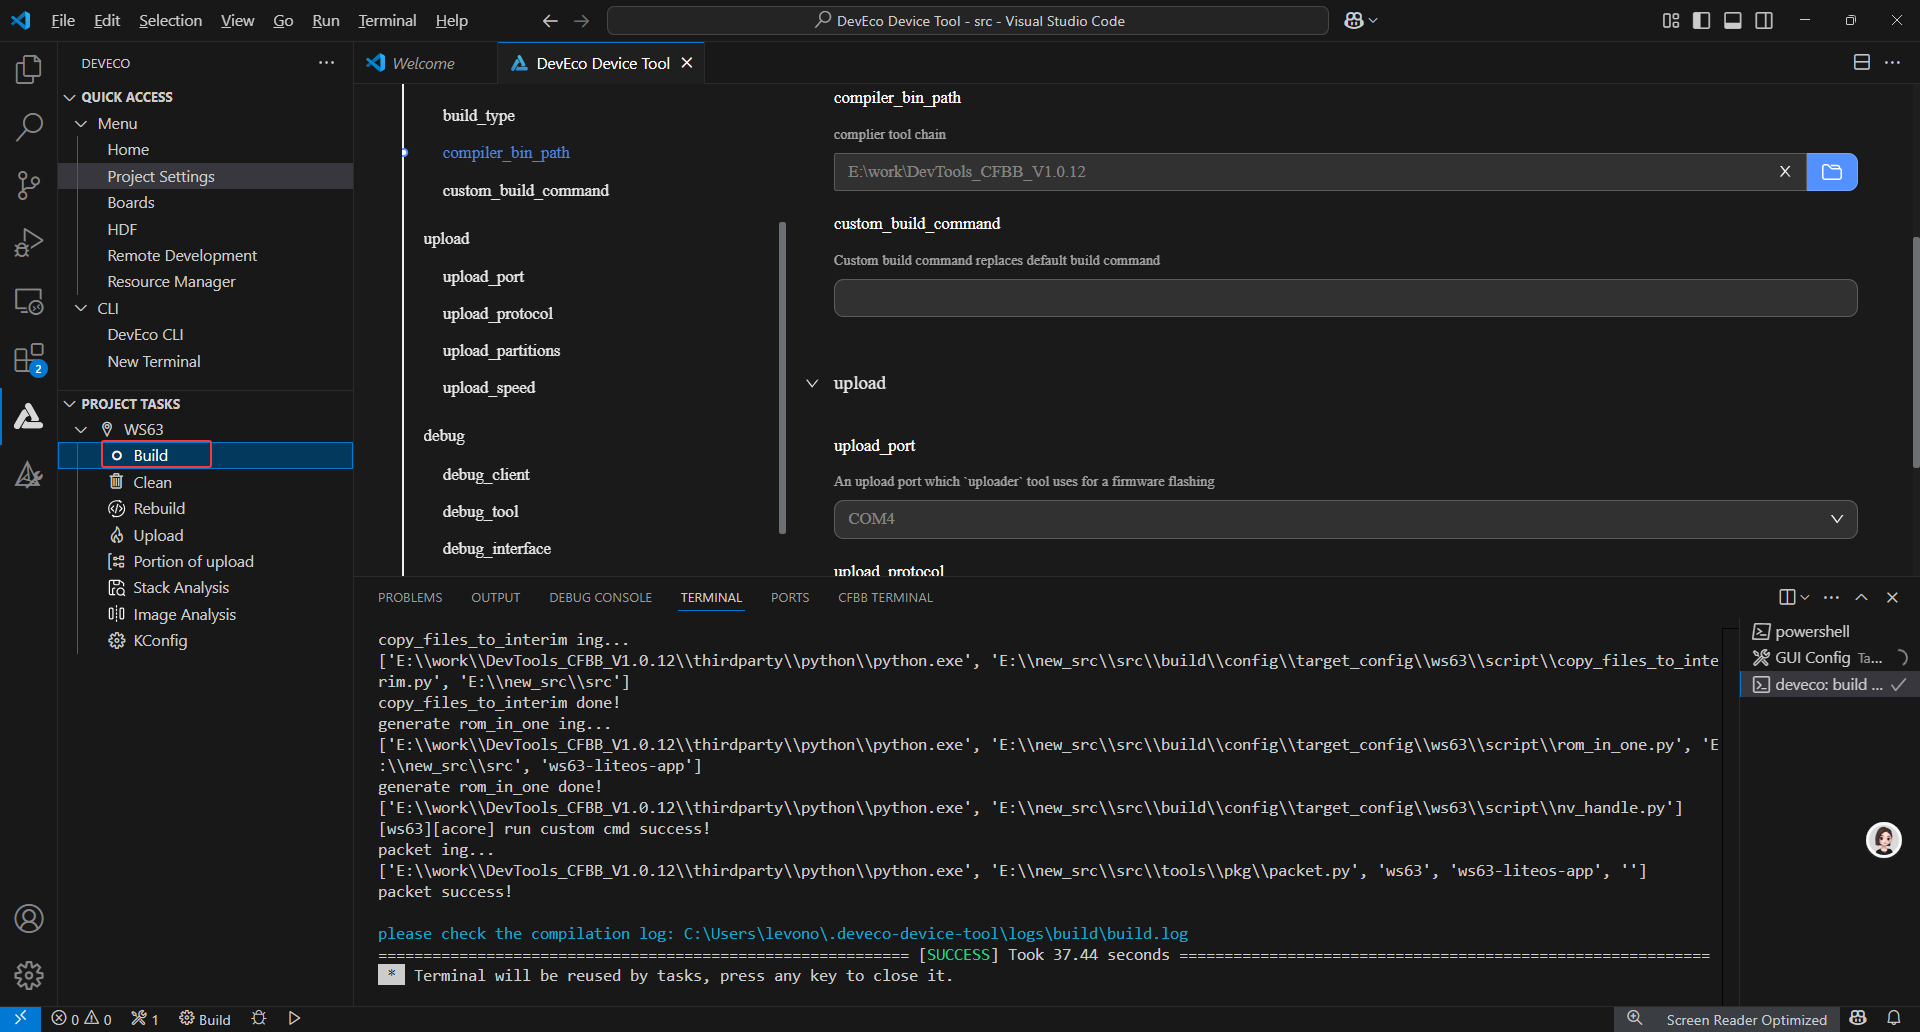 File Edit Selection View Go Run Terminal Help
DevEco Device Tool - src - Visual Studio Code
DEVECO
QUICK ACCESS
Menu
Home
Project Settings
Boards
HDF
Remote Development
Resource Manager
CLI
DevEco CLI
New Terminal
PROJECT TASKS
WS63
Build
Clean
Rebuild
Upload
Portion of upload
Stack Analysis
Image Analysis
KConfig
2
Welcome
DevEco Device Tool
build_type
compiler_bin_path
custom_build_command
upload
upload_port
upload_protocol
upload_partitions
upload_speed
debug
debug_client
debug_tool
debug_interface
compiler_bin_path
complier tool chain
E:\work\DevTools_CFBB_V1.0.12
custom_build_command
Custom build command replaces default build command
upload
upload_port
An upload port which `uploader` tool uses for a firmware flashing
COM4
upload_protocol
PROBLEMS OUTPUT DEBUG CONSOLE TERMINAL PORTS CFBB TERMINAL
copy_files_to_interim ing...
['E:\\work\\DevTools_CFBB_V1.0.12\\thirdparty\\python\\python.exe', 'E:\\new_src\\src\\build\\config\\target_config\\ws63\\script\\copy_files_to_inte
rim.py', 'E:\\new_src\\src']
copy_files_to_interim done!
generate rom_in_one ing...
['E:\\work\\DevTools_CFBB_V1.0.12\\thirdparty\\python\\python.exe', 'E:\\new_src\\src\\build\\config\\target_config\\ws63\\script\\rom_in_one.py', 'E
:\\new_src\\src', 'ws63-liteos-app']
generate rom_in_one done!
['E:\\work\\DevTools_CFBB_V1.0.12\\thirdparty\\python\\python.exe', 'E:\\new_src\\src\\build\\config\\target_config\\ws63\\script\\nv_handle.py']
[ws63][acore] run custom cmd success!
packet ing...
['E:\\work\\DevTools_CFBB_V1.0.12\\thirdparty\\python\\python.exe', 'E:\\new_src\\src\\tools\\pkg\\packet.py', 'ws63', 'ws63-liteos-app', '']
packet success!
please check the compilation log: C:\Users\levono\.deveco-device-tool\logs\build\build.log
=========================================================== [SUCCESS] Took 37.44 seconds ===========================================================
* Terminal will be reused by tasks, press any key to close it.
powershell
GUI Config Ta...
deveco: build ...
0 0 1 Build
Screen Reader Optimized